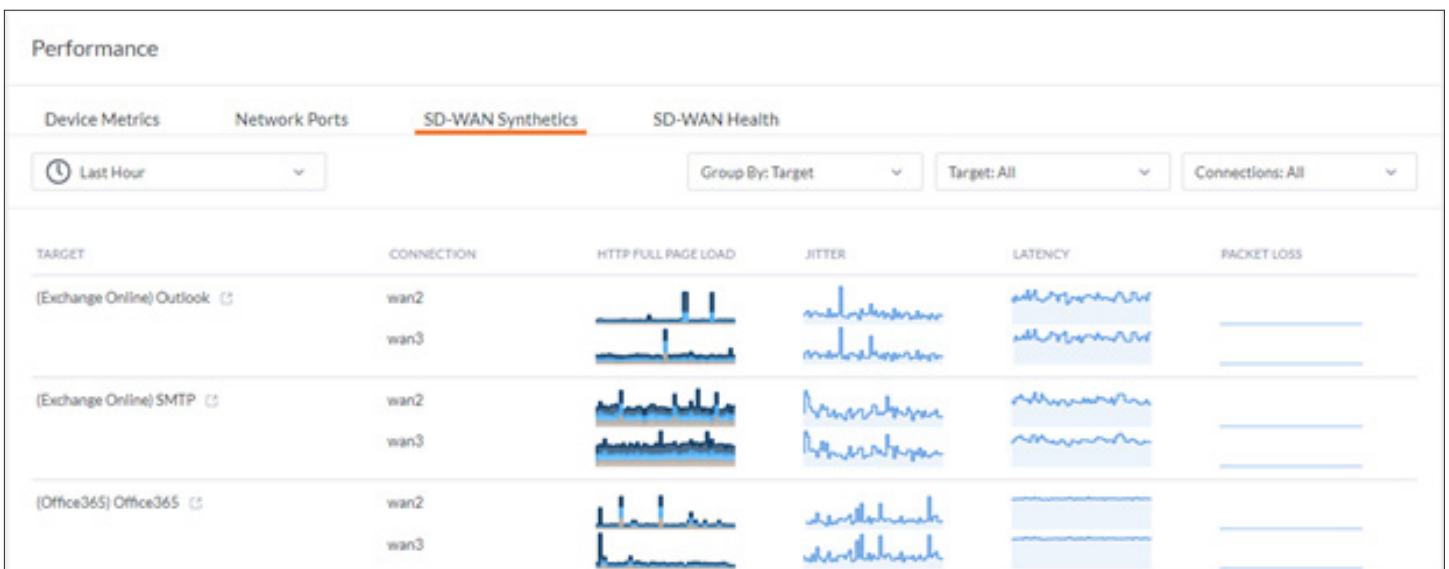 Performance
Device Metrics Network Ports SD-WAN Synthetics SD-WAN Health
Last Hour Group By: Target Target: All Connections: All
TARGET CONNECTION HTTP FULL PAGE LOAD JITTER LATENCY PACKET LOSS
(Exchange Online) Outlook wan2
wan3
(Exchange Online) SMTP wan2
wan3
(Office365) Office365 wan2
wan3